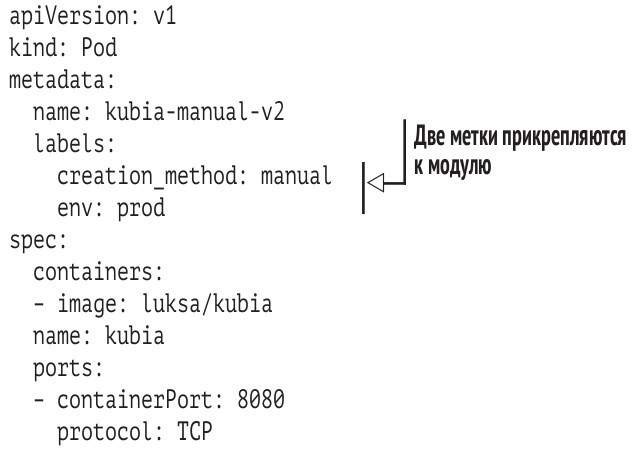 apiVersion: v1
kind: Pod
metadata:
  name: kubia-manual-v2
  labels:
    creation_method: manual
    env: prod
Две метки прикрепляются
к модулю
spec:
  containers:
  - image: luksa/kubia
  name: kubia
  ports:
  - containerPort: 8080
    protocol: TCP